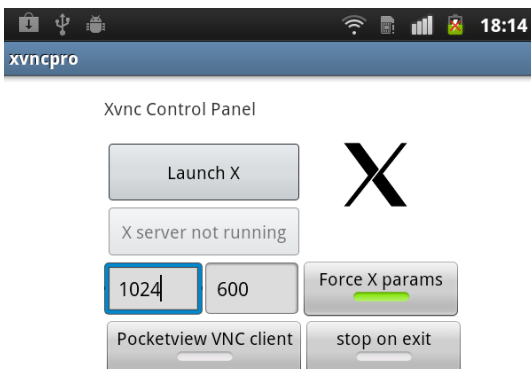 18:14
xvncpro
Xvnc Control Panel
Launch X
X server not running
1024 600 Force X params
Pocketview VNC client stop on exit